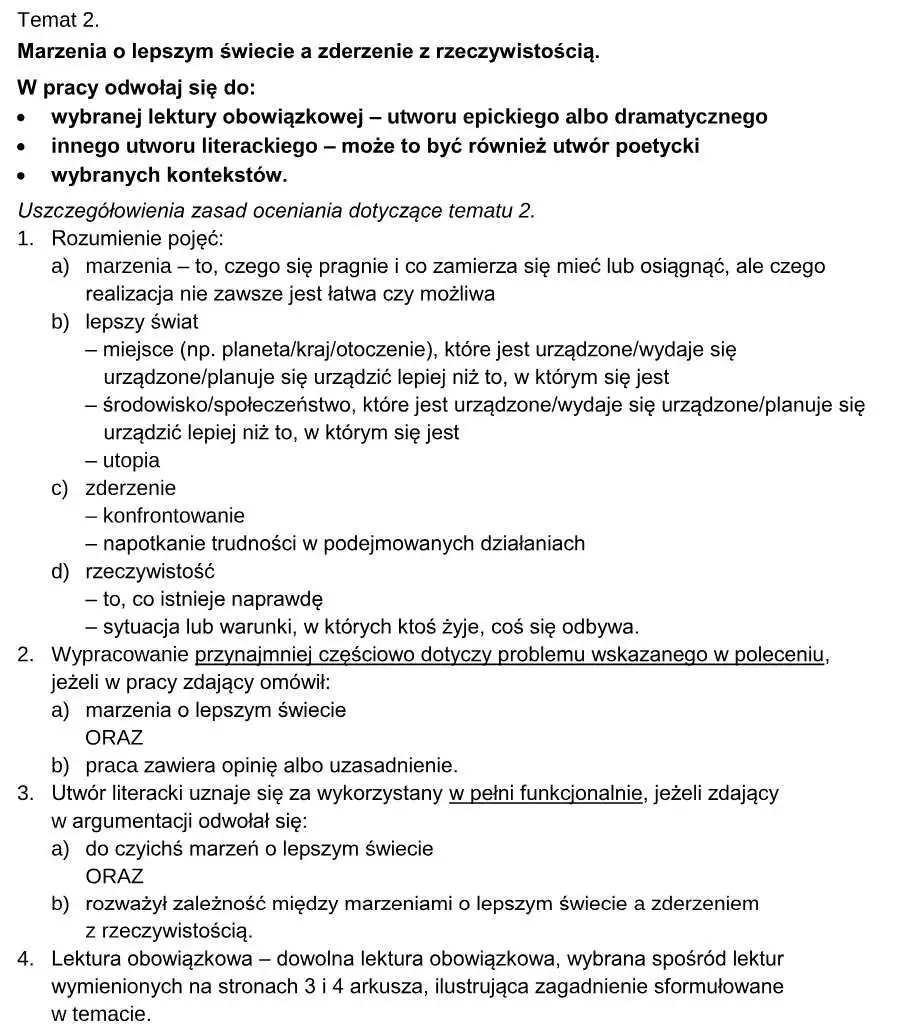 Temat 2.
Marzenia o lepszym świecie a zderzenie z rzeczywistością.
W pracy odwołaj się do:
• wybranej lektury obowiązkowej – utworu epickiego albo dramatycznego
• innego utworu literackiego – może to być również utwór poetycki
• wybranych kontekstów.
Uszczegółowienia zasad oceniania dotyczące tematu 2.
1. Rozumienie pojęć:
a) marzenia – to, czego się pragnie i co zamierza się mieć lub osiągnąć, ale czego
realizacja nie zawsze jest łatwa czy możliwa
b) lepszy świat
– miejsce (np. planeta/kraj/otoczenie), które jest urządzone/wydaje się
urządzone/planuje się urządzić lepiej niż to, w którym się jest
– środowisko/społeczeństwo, które jest urządzone/wydaje się urządzone/planuje się
urządzić lepiej niż to, w którym się jest
– utopia
c) zderzenie
– konfrontowanie
– napotkanie trudności w podejmowanych działaniach
d) rzeczywistość
– to, co istnieje naprawdę
– sytuacja lub warunki, w których ktoś żyje, coś się odbywa.
2. Wypracowanie przynajmniej częściowo dotyczy problemu wskazanego w poleceniu,
jeżeli w pracy zdający omówił:
a) marzenia o lepszym świecie
ORAZ
b) praca zawiera opinię albo uzasadnienie.
3. Utwór literacki uznaje się za wykorzystany w pełni funkcjonalnie, jeżeli zdający
w argumentacji odwołał się:
a) do czyichś marzeń o lepszym świecie
ORAZ
b) rozważył zależność między marzeniami o lepszym świecie a zderzeniem
z rzeczywistością.
4. Lektura obowiązkowa – dowolna lektura obowiązkowa, wybrana spośród lektur
wymienionych na stronach 3 i 4 arkusza, ilustrująca zagadnienie sformułowane
w temacie.